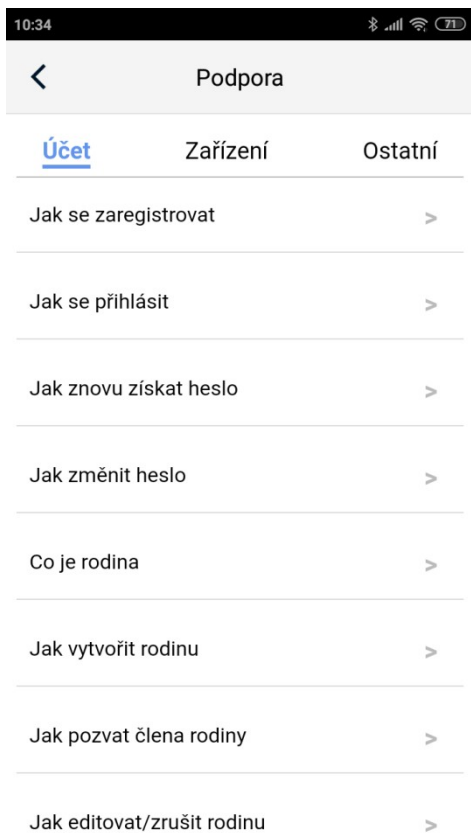 10:34 71
Podpora
Účet Zařízení Ostatní
Jak se zaregistrovat >
Jak se přihlásit >
Jak znovu získat heslo >
Jak změnit heslo >
Co je rodina >
Jak vytvořit rodinu >
Jak pozvat člena rodiny >
Jak editovat/zrušit rodinu >